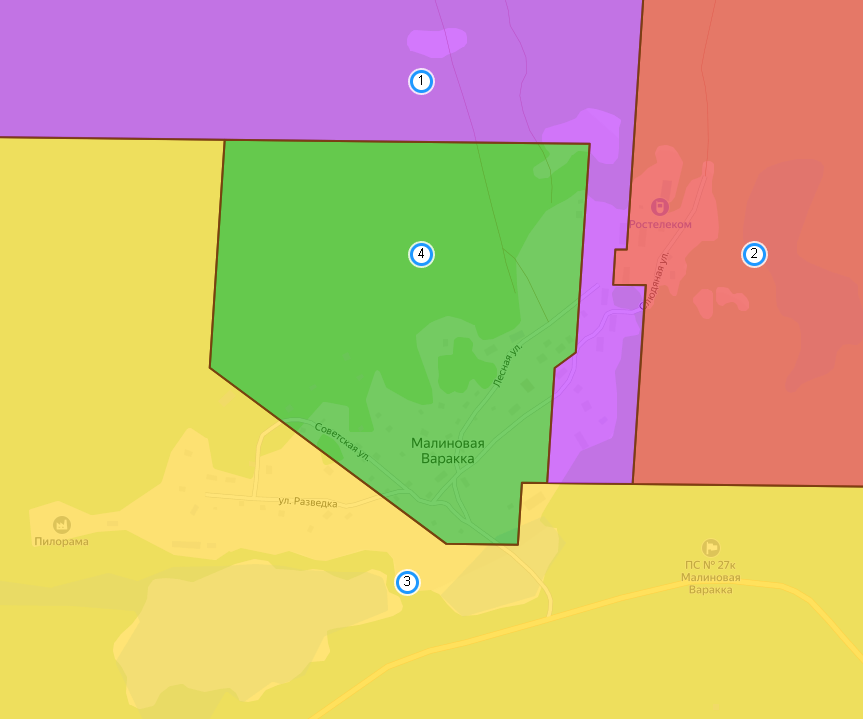 1
Ростелеком
2
4
Слюдяная ул.
Лесная ул.
Советская ул.
Малиновая
Варакка
ул. Разведка
Пилорама
3
ПС № 27к
Малиновая
Варакка